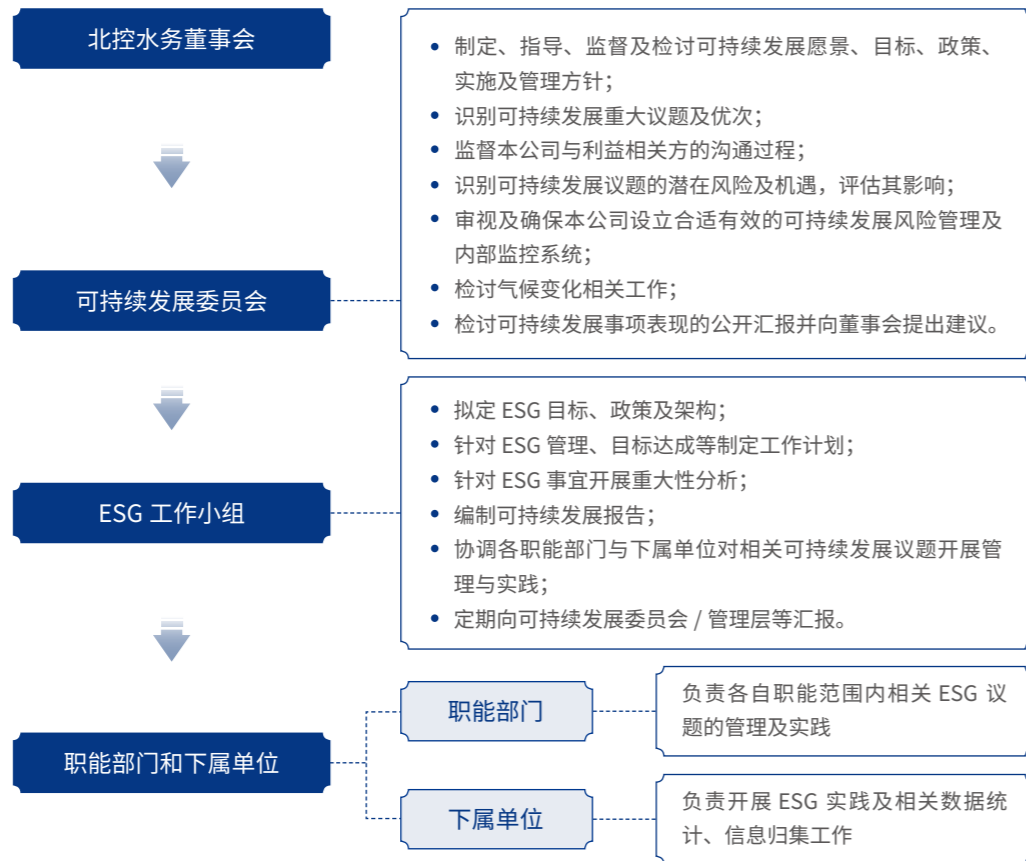 北控水务董事会
• 制定、指导、监督及检讨可持续发展愿景、目标、政策、
实施及管理方针；
• 识别可持续发展重大议题及优次；
• 监督本公司与利益相关方的沟通过程；
• 识别可持续发展议题的潜在风险及机遇，评估其影响；
• 审视及确保本公司设立合适有效的可持续发展风险管理及
内部监控系统；
• 检讨气候变化相关工作；
• 检讨可持续发展事项表现的公开汇报并向董事会提出建议。
可持续发展委员会
• 拟定 ESG 目标、政策及架构；
• 针对 ESG 管理、目标达成等制定工作计划；
• 针对 ESG 事宜开展重大性分析；
• 编制可持续发展报告；
• 协调各职能部门与下属单位对相关可持续发展议题开展管
理与实践；
• 定期向可持续发展委员会 / 管理层等汇报。
ESG 工作小组
职能部门和下属单位
职能部门
负责各自职能范围内相关 ESG 议
题的管理及实践
下属单位
负责开展 ESG 实践及相关数据统
计、信息归集工作